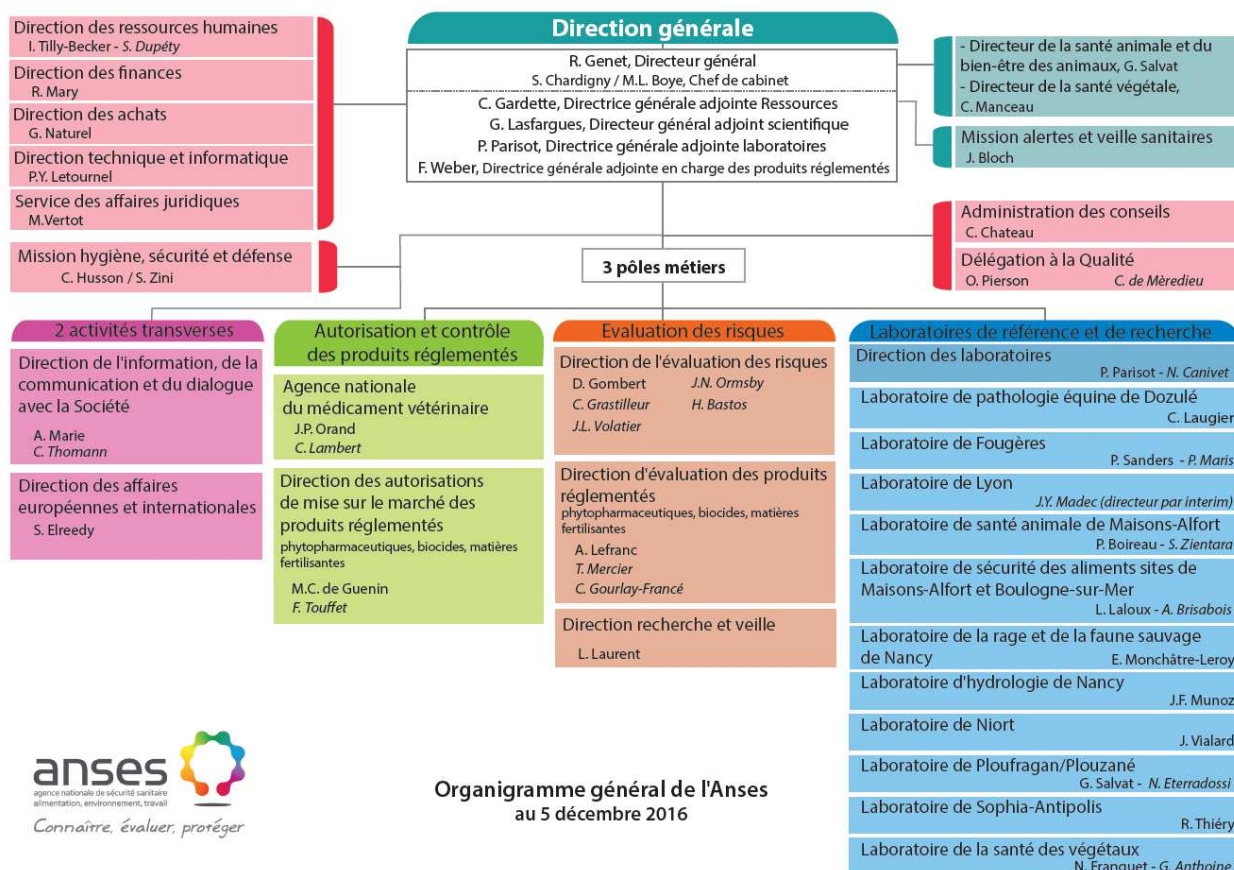 Direction des ressources humaines
I. Tilly-Becker - S. Dupéty
Direction des finances
R. Mary
Direction des achats
G. Naturel
Direction technique et informatique
P.Y. Letournel
Service des affaires juridiques
M.Vertot
Mission hygiène, sécurité et défense
C. Husson / S. Zini
Direction générale
R. Genet, Directeur général
S. Chardigny / M.L. Boye, Chef de cabinet
C. Gardette, Directrice générale adjointe Ressources
G. Lasfargues, Directeur général adjoint scientifique
P. Parisot, Directrice générale adjointe laboratoires
F. Weber, Directrice générale adjointe en charge des produits réglementés
- Directeur de la santé animale et du
bien-être des animaux, G. Salvat
- Directeur de la santé végétale,
C. Manceau
Mission alertes et veille sanitaires
J. Bloch
Administration des conseils
C. Chateau
Délégation à la Qualité
O. Pierson C. de Mèredieu
3 pôles métiers
2 activités transverses
Direction de l'information, de la
communication et du dialogue
avec la Société
A. Marie
C. Thomann
Direction des affaires
européennes et internationales
S. Elreedy
Autorisation et contrôle
des produits réglementés
Agence nationale
du médicament vétérinaire
J.P. Orand
C. Lambert
Direction des autorisations
de mise sur le marché des
produits réglementés
phytopharmaceutiques, biocides, matières
fertilisantes
M.C. de Guenin
F. Touffet
Evaluation des risques
Direction de l'évaluation des risques
D. Gombert J.N. Ormsby
C. Grastilleur H. Bastos
J.L. Volatier
Direction d'évaluation des produits
réglementés
phytopharmaceutiques, biocides, matières
fertilisantes
A. Lefranc
T. Mercier
C. Gourlay-Francé
Direction recherche et veille
L. Laurent
Laboratoires de référence et de recherche
Direction des laboratoires
P. Parisot - N. Canivet
Laboratoire de pathologie équine de Dozulé
C. Laugier
Laboratoire de Fougères
P. Sanders - P. Maris
Laboratoire de Lyon
J.Y. Madec (directeur par interim)
Laboratoire de santé animale de Maisons-Alfort
P. Boireau - S. Zientara
Laboratoire de sécurité des aliments sites de
Maisons-Alfort et Boulogne-sur-Mer
L. Laloux - A. Brisabois
Laboratoire de la rage et de la faune sauvage
de Nancy E. Monchâtre-Leroy
Laboratoire d'hydrologie de Nancy
J.F. Munoz
Laboratoire de Niort
J. Vialard
Laboratoire de Ploufragan/Plouzané
G. Salvat - N. Eterradossi
Laboratoire de Sophia-Antipolis
R. Thiéry
Laboratoire de la santé des végétaux
N. Franquet - G. Anthoine
anses
agence nationale de sécurité sanitaire
alimentation, environnement, travail
Connaître, évaluer, protéger
Organigramme général de l'Anses
au 5 décembre 2016